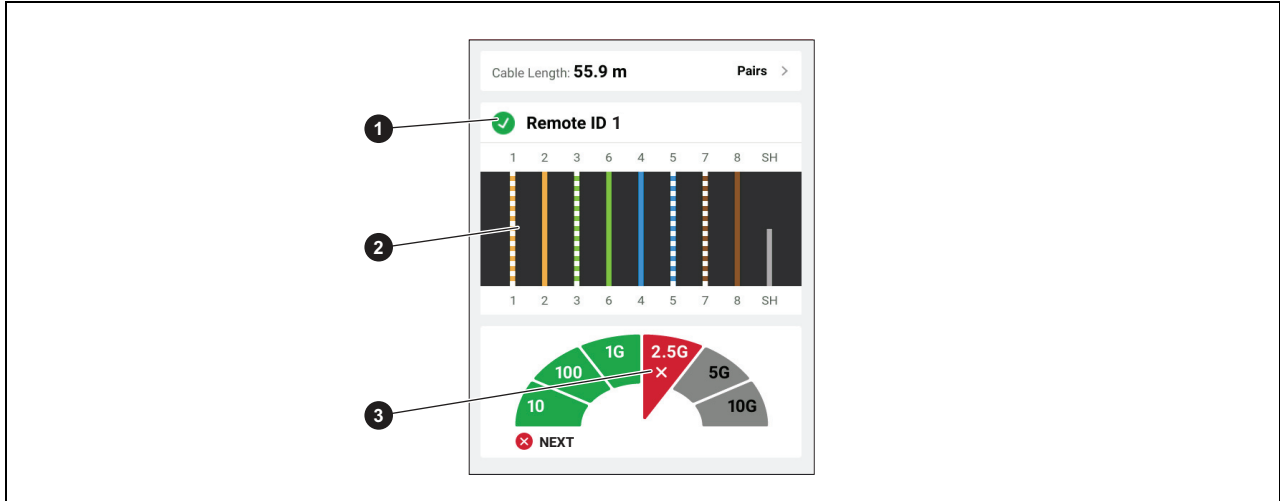 Cable Length: 55.9 m Pairs >
1 Remote ID 1
1 2 3 6 4 5 7 8 SH
2
1 2 3 6 4 5 7 8 SH
1G 2.5G
100 5G
3 10 10G
NEXT